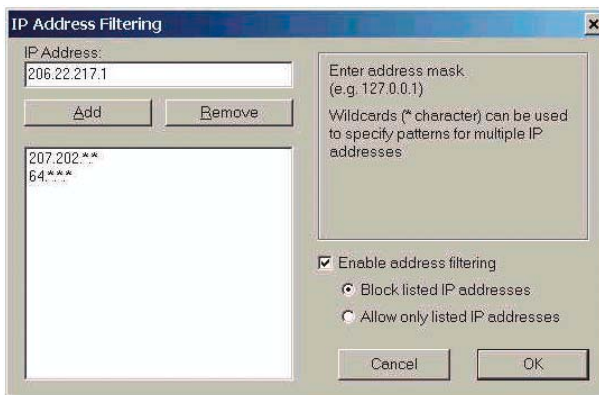 IP Address Filtering
IP Address:
206.22.217.1
Add
Remove
207.202.*.*
64.*.*.*
Enter address mask
(e.g. 127.0.0.1)
Wildcards (* character) can be used
to specify patterns for multiple IP
addresses
Enable address filtering
Block listed IP addresses
Allow only listed IP addresses
Cancel
OK